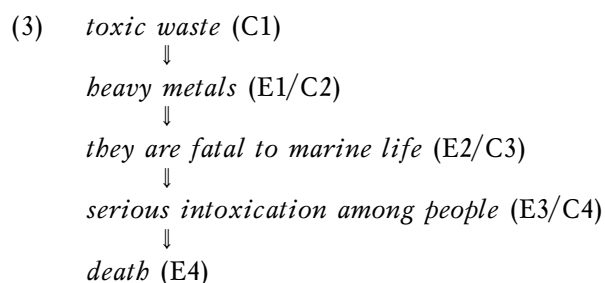 (3) toxic waste (C1)
⇓
heavy metals (E1/C2)
⇓
they are fatal to marine life (E2/C3)
⇓
serious intoxication among people (E3/C4)
⇓
death (E4)